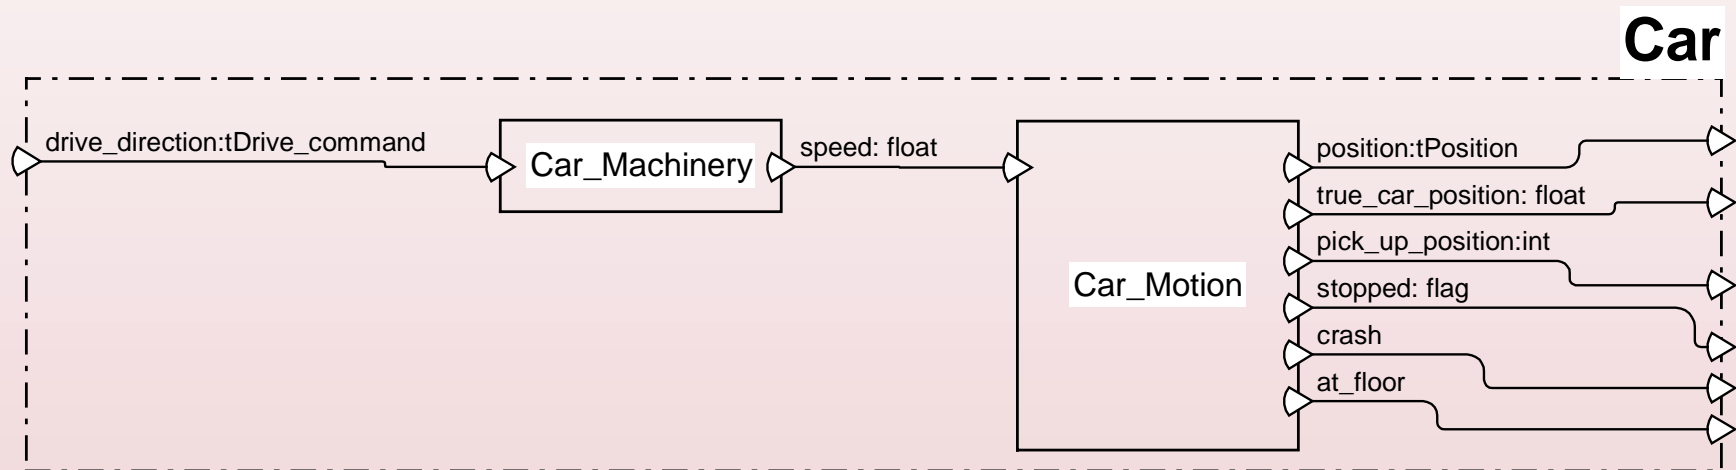 Car
drive_direction:tDrive_command
Car_Machinery
speed: float
Car_Motion
position:tPosition
true_car_position: float
pick_up_position:int
stopped: flag
crash
at_floor